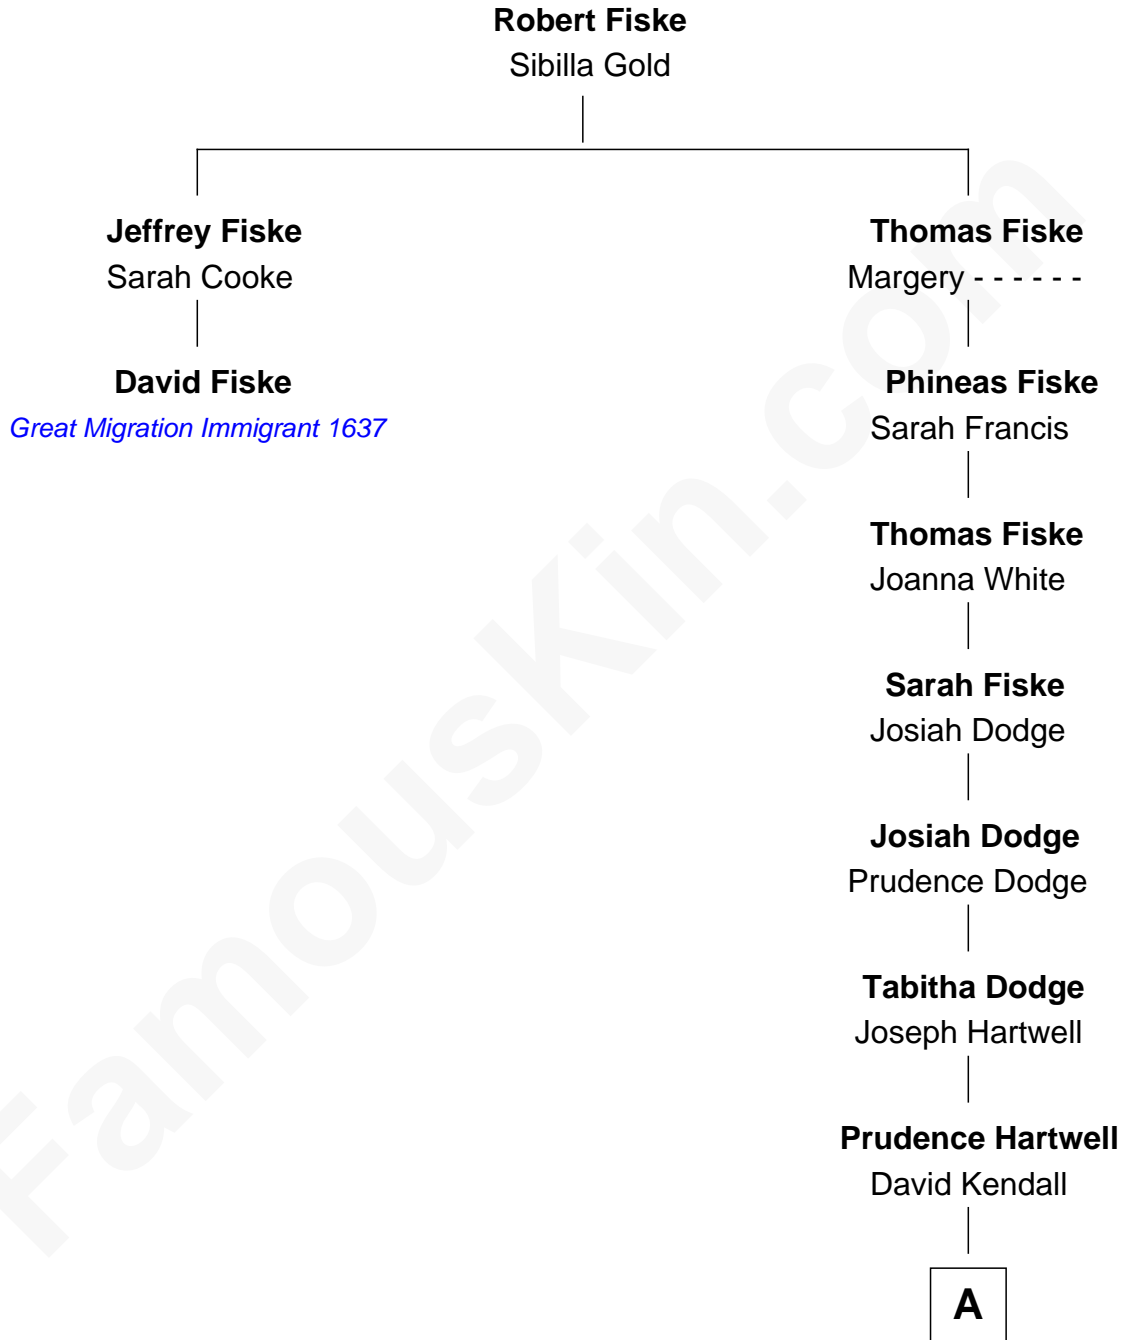 Robert Fiske
Sibilla Gold
Jeffrey Fiske
Sarah Cooke
David Fiske
Great Migration Immigrant 1637
Thomas Fiske
Margery - - - - - -
Phineas Fiske
Sarah Francis
Thomas Fiske
Joanna White
Sarah Fiske
Josiah Dodge
Josiah Dodge
Prudence Dodge
Tabitha Dodge
Joseph Hartwell
Prudence Hartwell
David Kendall
A
FamousKin.com